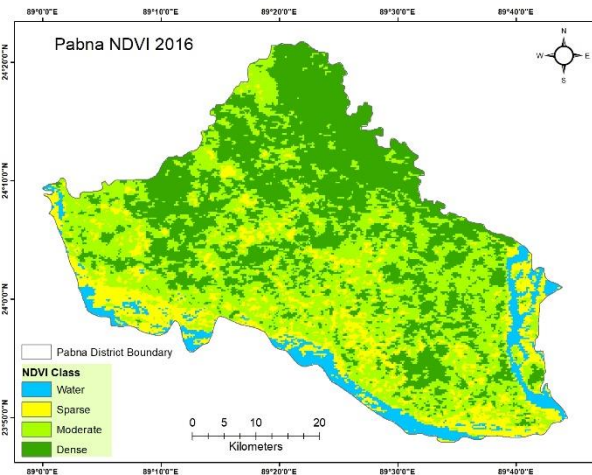 89°0'0"E 89°10'0"E 89°20'0"E 89°30'0"E 89°40'0"E
Pabna NDVI 2016
N
W E
S
24°20'0"N
24°10'0"N
24°0'0"N
23°50'0"N
Pabna District Boundary
NDVI Class
Water
Sparse
Moderate
Dense
0 5 10 20
Kilometers
89°0'0"E 89°10'0"E 89°20'0"E 89°30'0"E 89°40'0"E